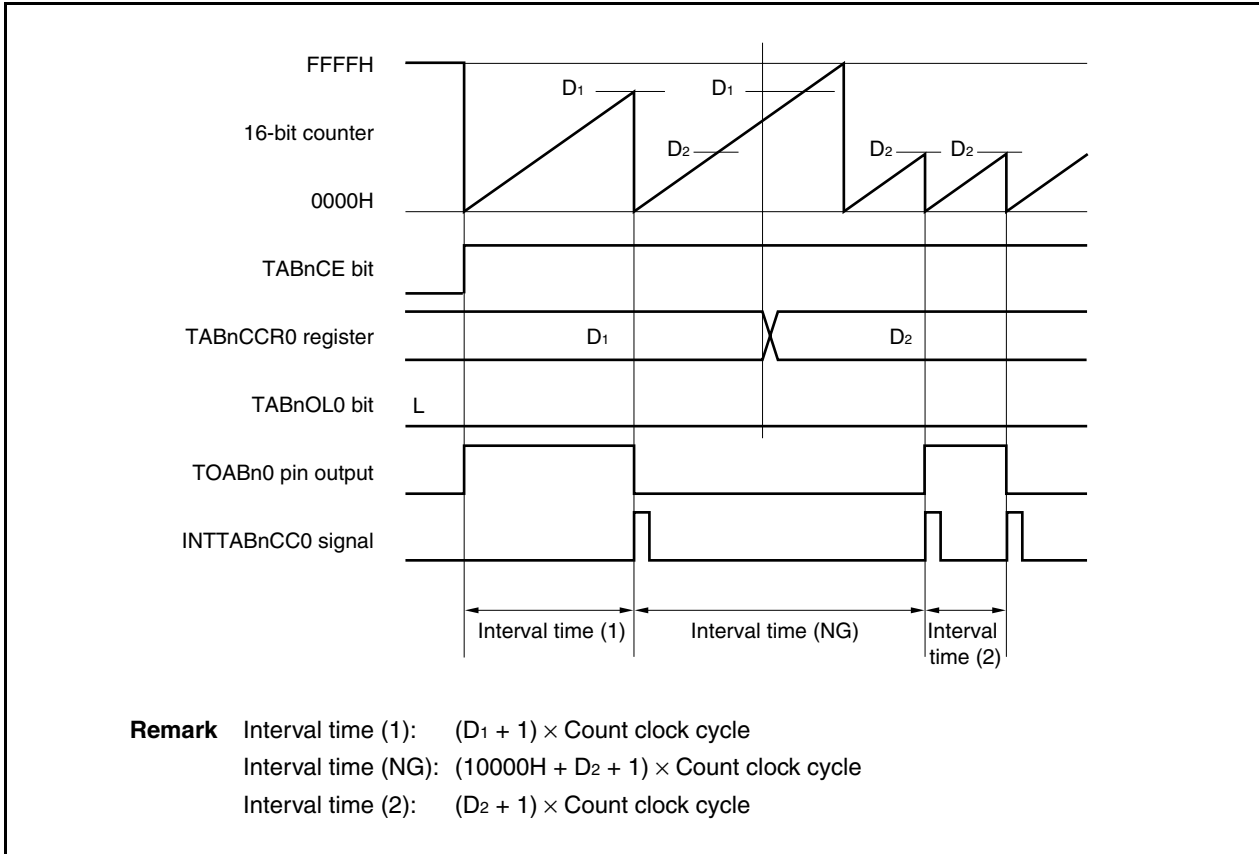 FFFFH
D1
D1
16-bit counter
D2
D2
D2
0000H
TABnCE bit
TABnCCR0 register
D1
D2
TABnOL0 bit
L
TOABn0 pin output
INTTABnCC0 signal
Interval time (1)
Interval time (NG)
Interval
time (2)
Remark Interval time (1): (D1 + 1) × Count clock cycle
Interval time (NG): (10000H + D2 + 1) × Count clock cycle
Interval time (2): (D2 + 1) × Count clock cycle